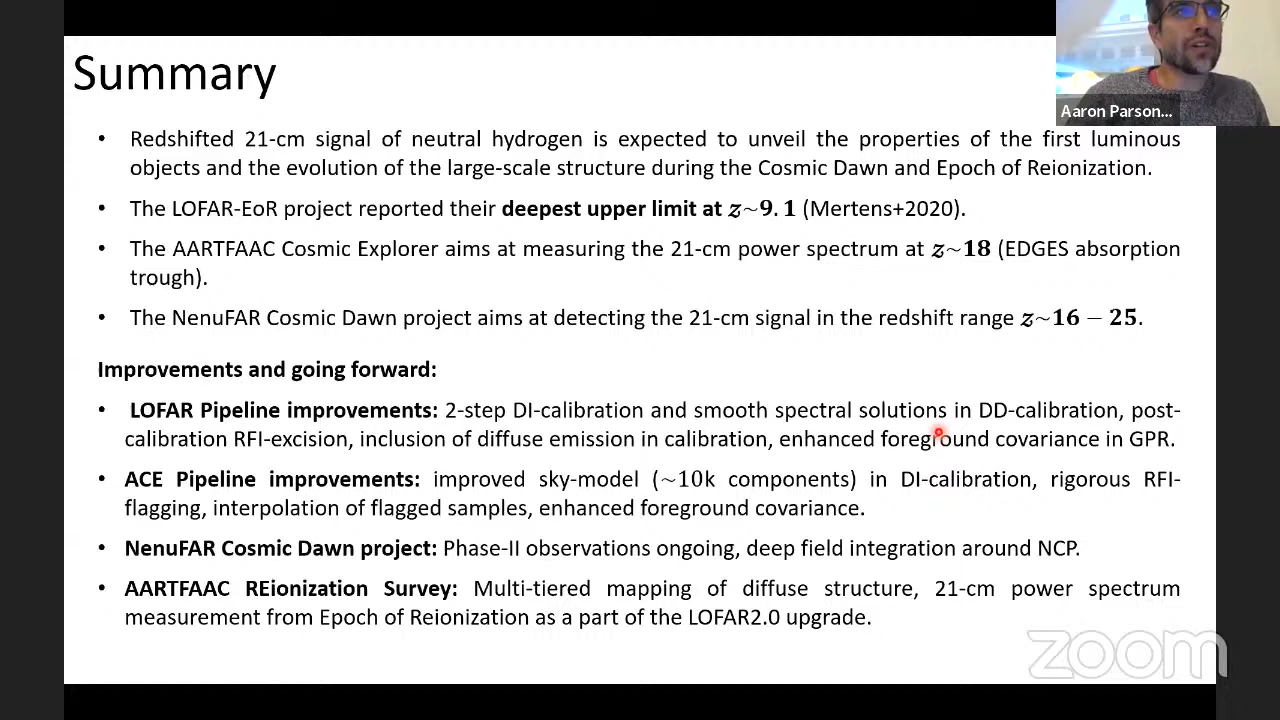 Summary
Aaron Parson...
• Redshifted 21-cm signal of neutral hydrogen is expected to unveil the properties of the first luminous
objects and the evolution of the large-scale structure during the Cosmic Dawn and Epoch of Reionization.
• The LOFAR-EoR project reported their deepest upper limit at z~9.1 (Mertens+2020).
• The AARTFAAC Cosmic Explorer aims at measuring the 21-cm power spectrum at z~18 (EDGES absorption
trough).
• The NenuFAR Cosmic Dawn project aims at detecting the 21-cm signal in the redshift range z~16 − 25.
Improvements and going forward:
• LOFAR Pipeline improvements: 2-step DI-calibration and smooth spectral solutions in DD-calibration, post-
calibration RFI-excision, inclusion of diffuse emission in calibration, enhanced foreground covariance in GPR.
• ACE Pipeline improvements: improved sky-model (~10k components) in DI-calibration, rigorous RFI-
flagging, interpolation of flagged samples, enhanced foreground covariance.
• NenuFAR Cosmic Dawn project: Phase-II observations ongoing, deep field integration around NCP.
• AARTFAAC REionization Survey: Multi-tiered mapping of diffuse structure, 21-cm power spectrum
measurement from Epoch of Reionization as a part of the LOFAR2.0 upgrade.
zoom